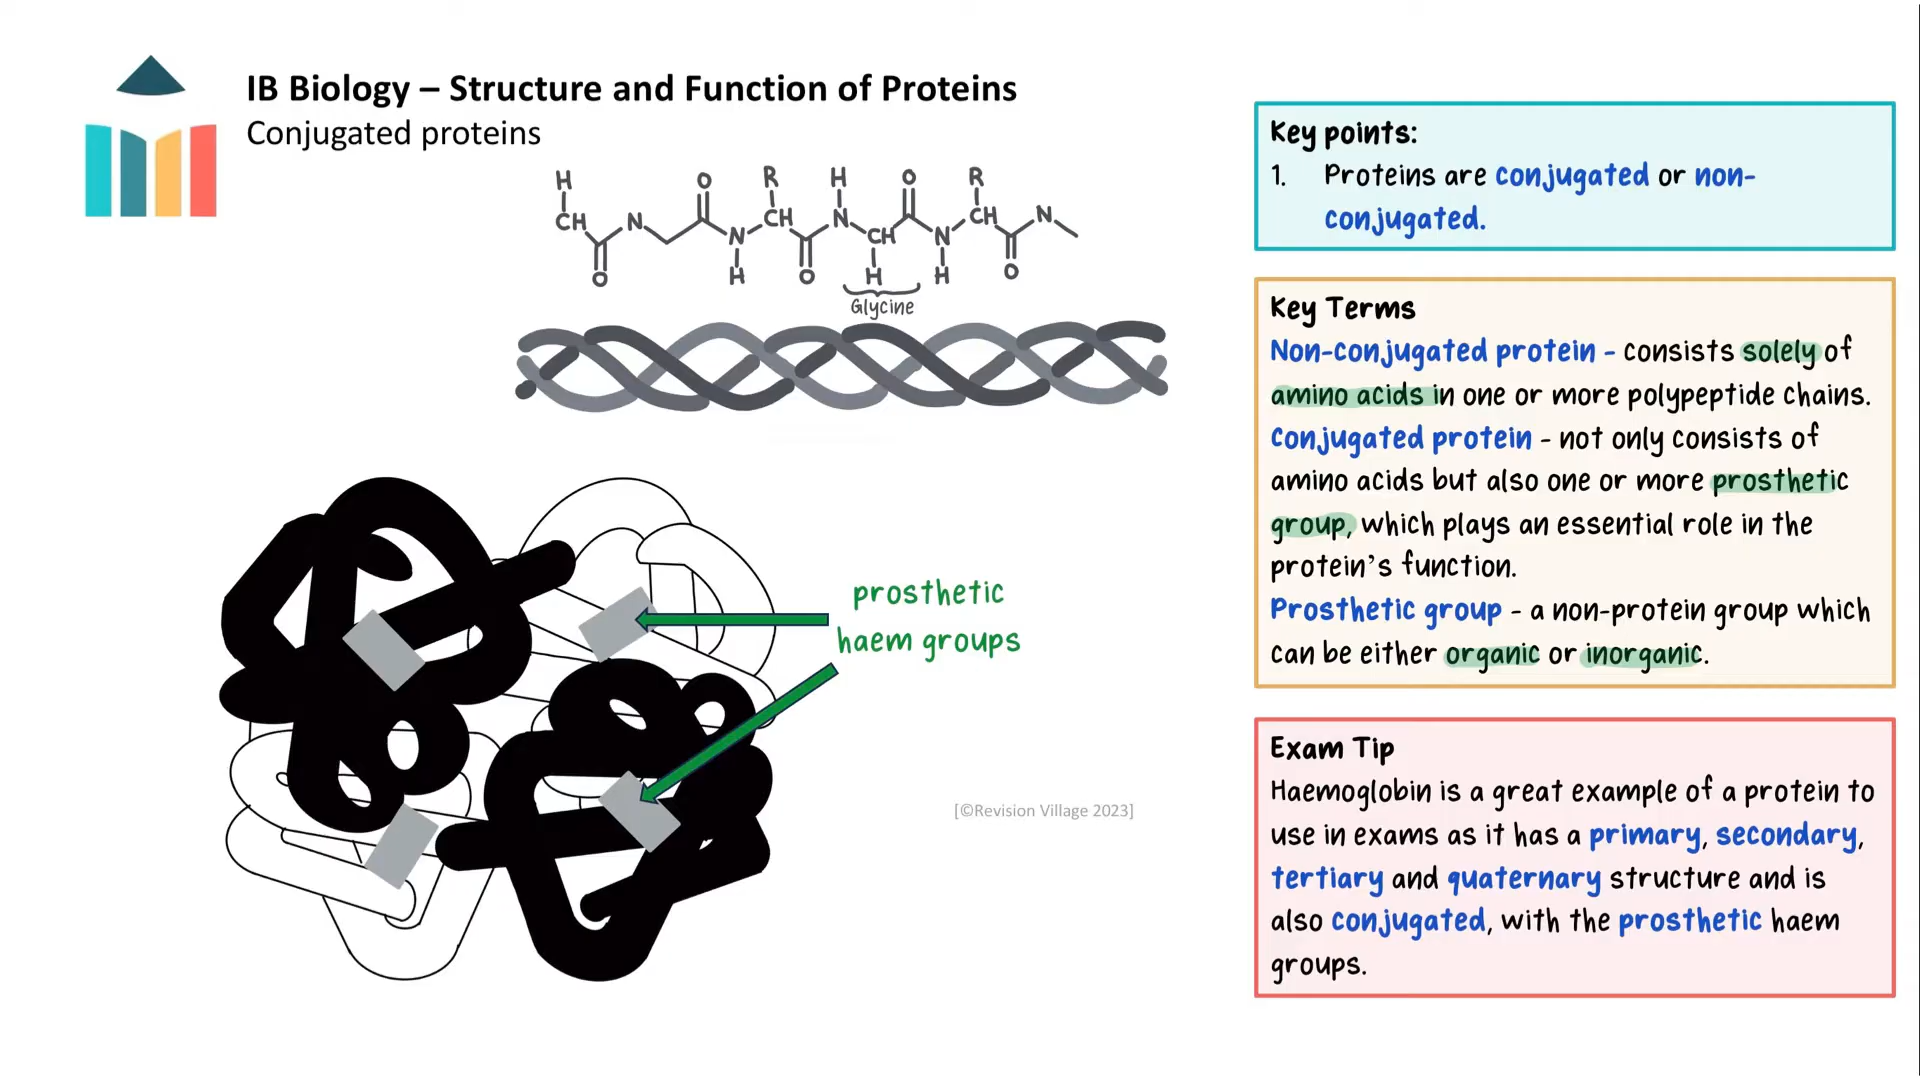 IB Biology – Structure and Function of Proteins
Conjugated proteins
H
O
R
H
O
R
CH
N
CH
N
CH
N
N
CH
N
O
H
O
H
H
O
Glycine
prosthetic
haem groups
[©Revision Village 2023]
Key points:
1. Proteins are conjugated or non-
conjugated.
Key Terms
Non-conjugated protein - consists solely of
amino acids in one or more polypeptide chains.
Conjugated protein - not only consists of
amino acids but also one or more prosthetic
group, which plays an essential role in the
protein's function.
Prosthetic group - a non-protein group which
can be either organic or inorganic.
Exam Tip
Haemoglobin is a great example of a protein to
use in exams as it has a primary, secondary,
tertiary and quaternary structure and is
also conjugated, with the prosthetic haem
groups.